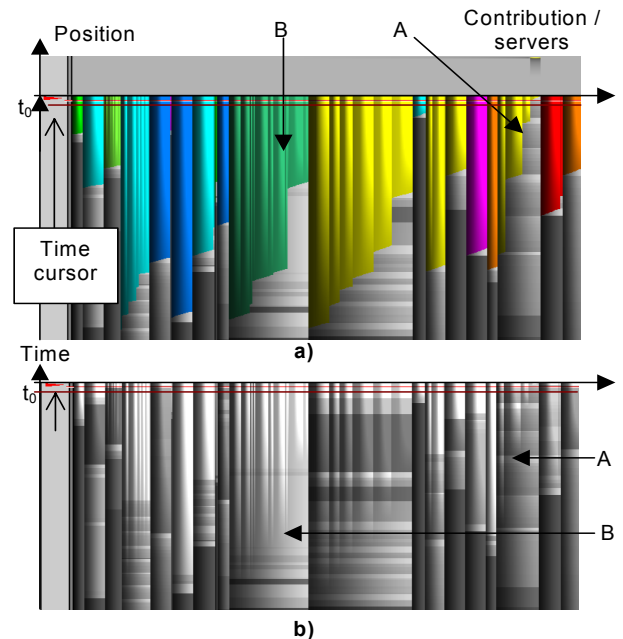 Position
B
A
Contribution /
servers
t0
Time
cursor
a)
Time
t0
A
B
b)